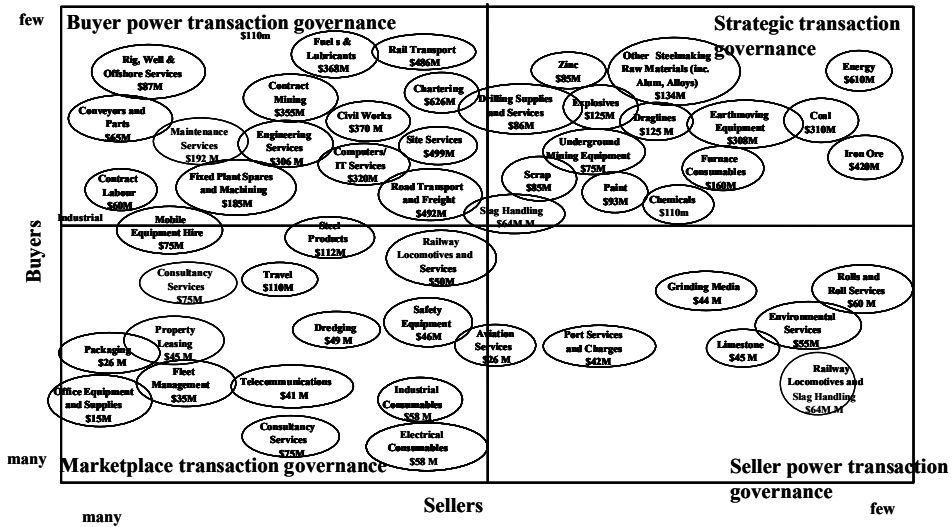 few
Buyer power transaction governance
$110m
Strategic transaction
governance
Fuel s &
Lubricants
$368M
Rail Transport
$486M
Rig, Well &
Offshore Services
$87M
Zinc
$85M
Other Steelmaking
Raw Materials (inc.
Alum, Alloys)
$134M
Energy
$610M
Contract
Mining
$355M
Chartering
$626M
Drilling Supplies
and Services
$86M
Explosives
$125M
Conveyors and
Parts
$65M
Civil Works
$370 M
Draglines
$125 M
Earthmoving
Equipment
$308M
Coal
$310M
Maintenance
Services
$192 M
Engineering
Services
$306 M
Site Services
$499M
Computers/
IT Services
$320M
Underground
Mining Equipment
$75M
Furnace
Consumables
$160M
Iron Ore
$420M
Contract
Labour
$60M
Fixed Plant Spares
and Machining
$185M
Road Transport
and Freight
$492M
Scrap
$85M
Paint
$93M
Chemicals
$110m
Slag Handling
$64M M
Industrial
Mobile
Equipment Hire
$75M
Steel
Products
$112M
Railway
Locomotives and
Services
$50M
Buyers
Consultancy
Services
$75M
Travel
$110M
Grinding Media
$44 M
Rolls and
Roll Services
$60 M
Property
Leasing
$45 M
Dredging
$49 M
Safety
Equipment
$46M
Aviation
Services
$26 M
Port Services
and Charges
$42M
Environmental
Services
$55M
Limestone
$45 M
Packaging
$26 M
Fleet
Management
$35M
Telecommunications
$41 M
Industrial
Consumables
$58 M
Railway
Locomotives and
Slag Handling
$64M M
Office Equipment
and Supplies
$15M
Consultancy
Services
$75M
Electrical
Consumables
$58 M
many
Marketplace transaction governance
Seller power transaction
governance
Sellers
many
few